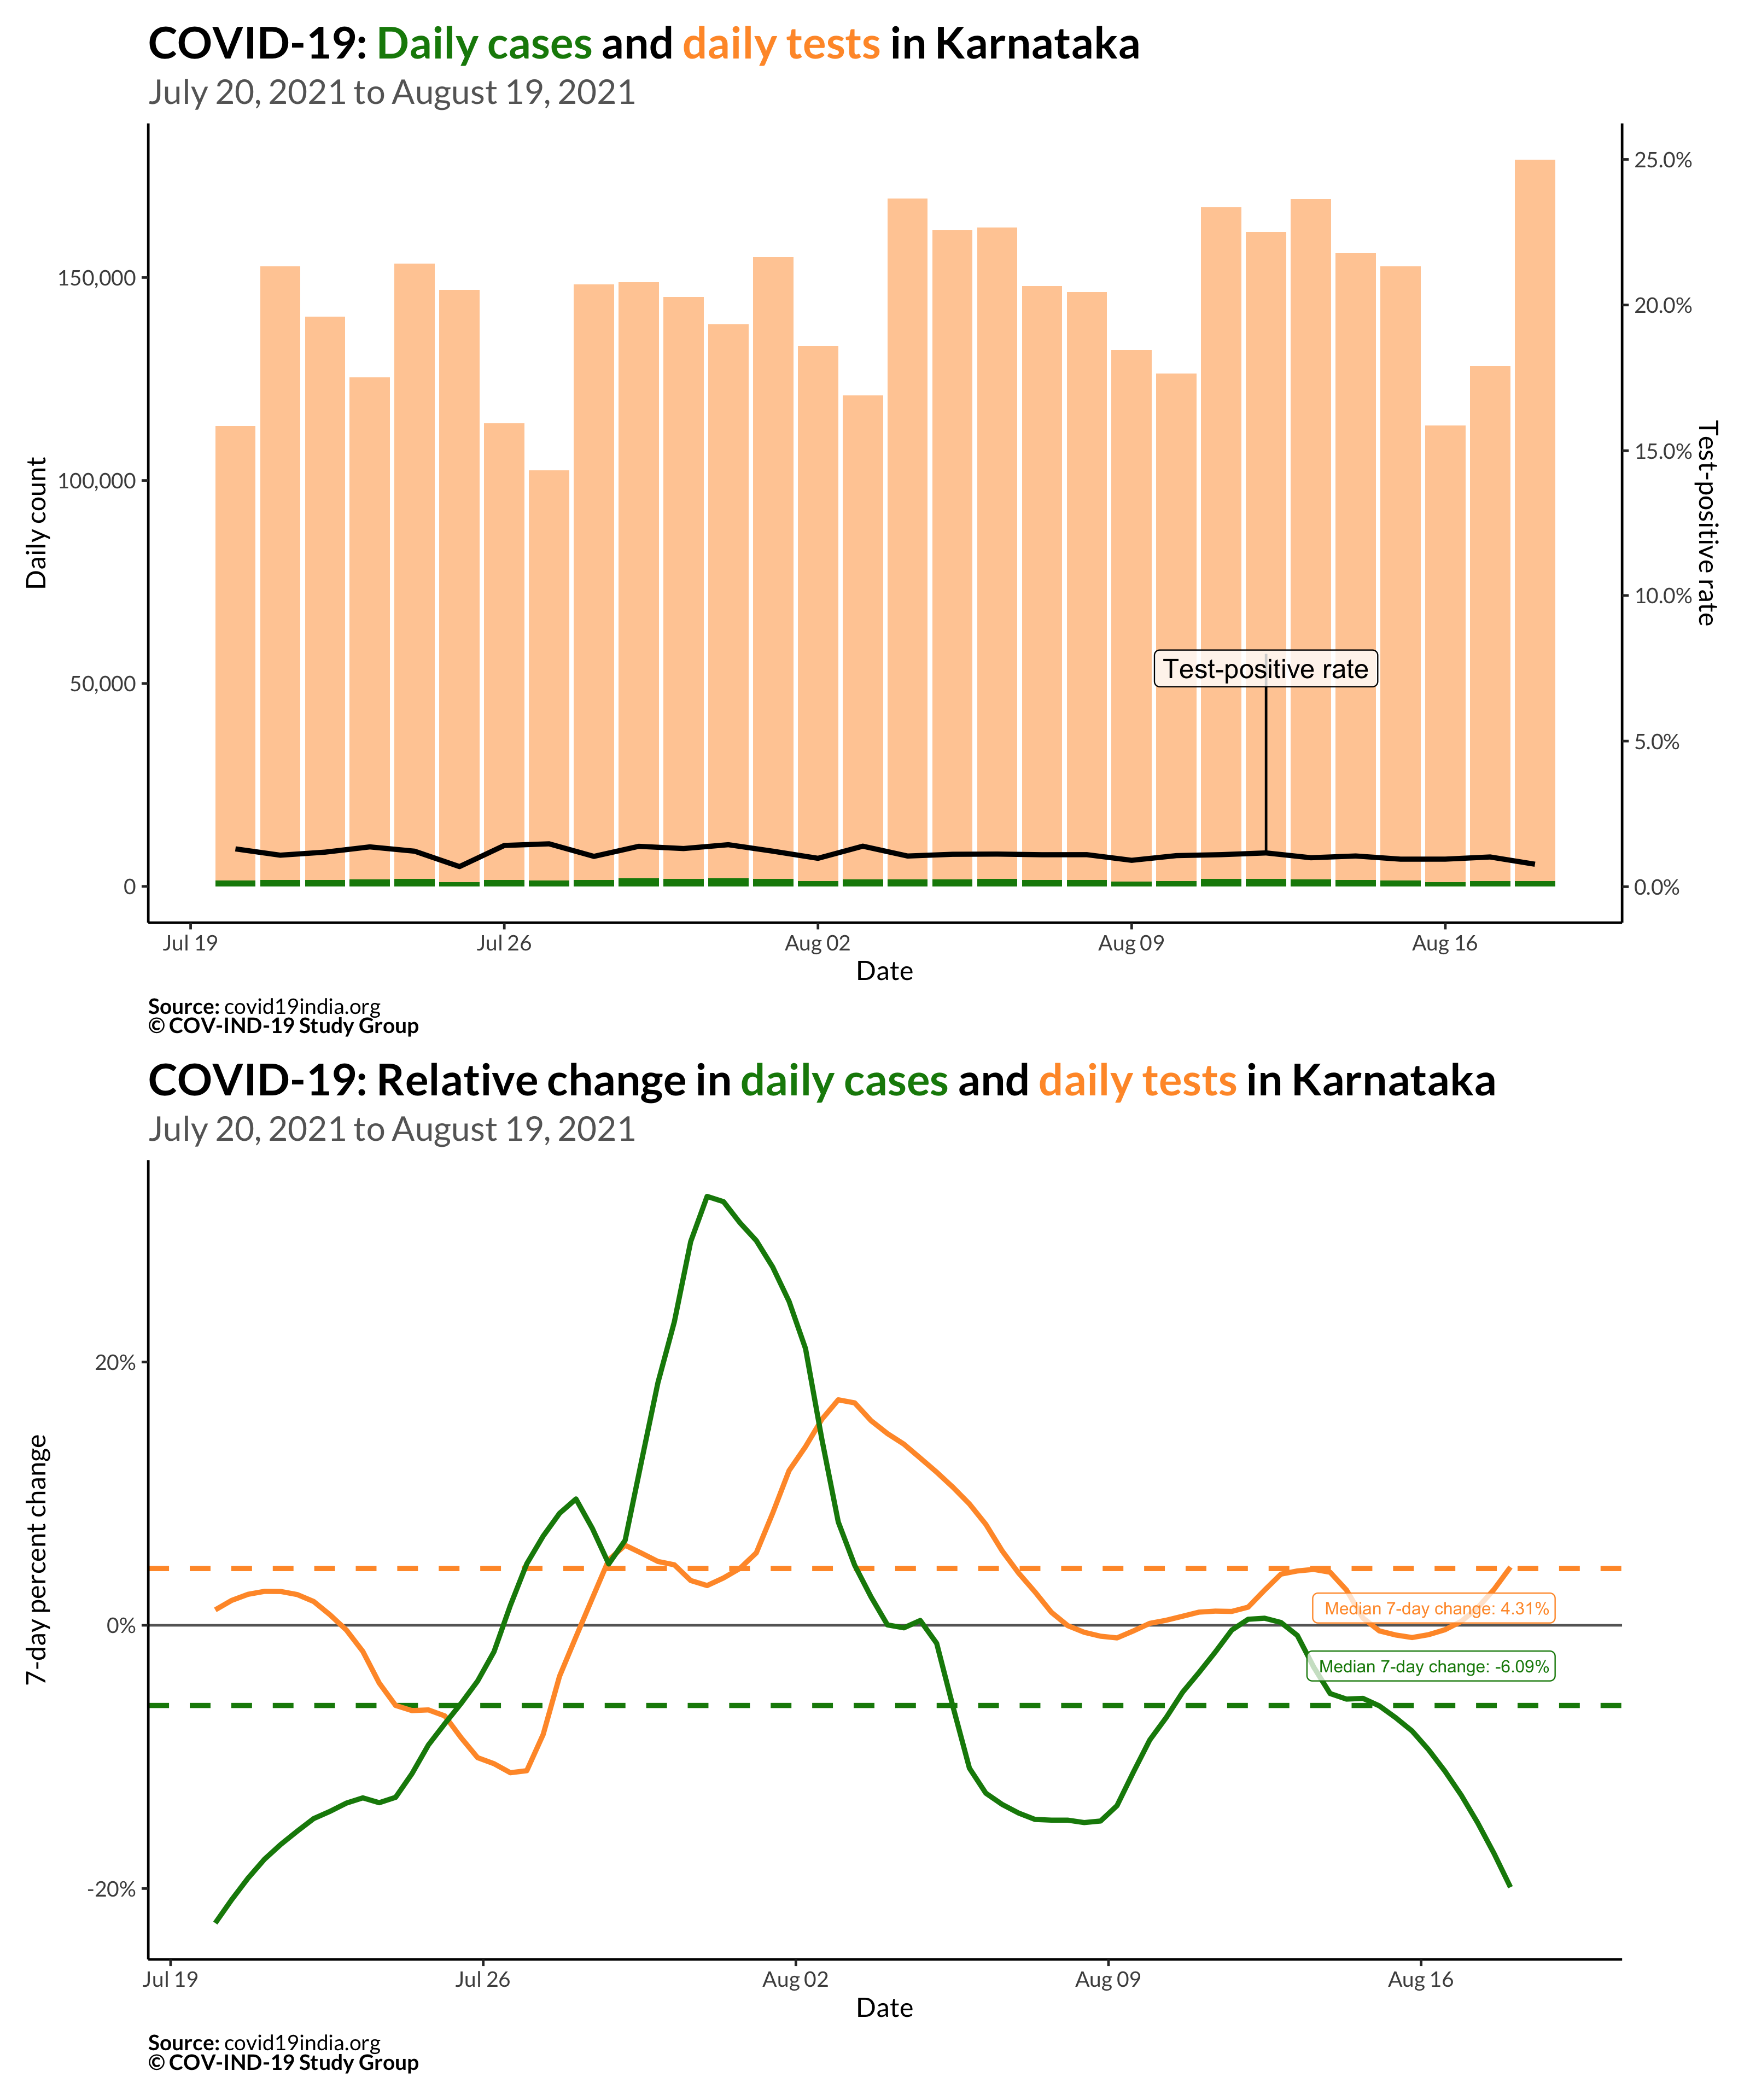 COVID-19: Daily cases and daily tests in Karnataka
July 20, 2021 to August 19, 2021
Daily count
150,000
100,000
50,000
0
25.0%
20.0%
15.0%
10.0%
5.0%
0.0%
Test-positive rate
Test-positive rate
Jul 19
Jul 26
Aug 02
Aug 09
Aug 16
Date
Source: covid19india.org
© COV-IND-19 Study Group
COVID-19: Relative change in daily cases and daily tests in Karnataka
July 20, 2021 to August 19, 2021
7-day percent change
20%
0%
-20%
Median 7-day change: 4.31%
Median 7-day change: -6.09%
Jul 19
Jul 26
Aug 02
Aug 09
Aug 16
Date
Source: covid19india.org
© COV-IND-19 Study Group